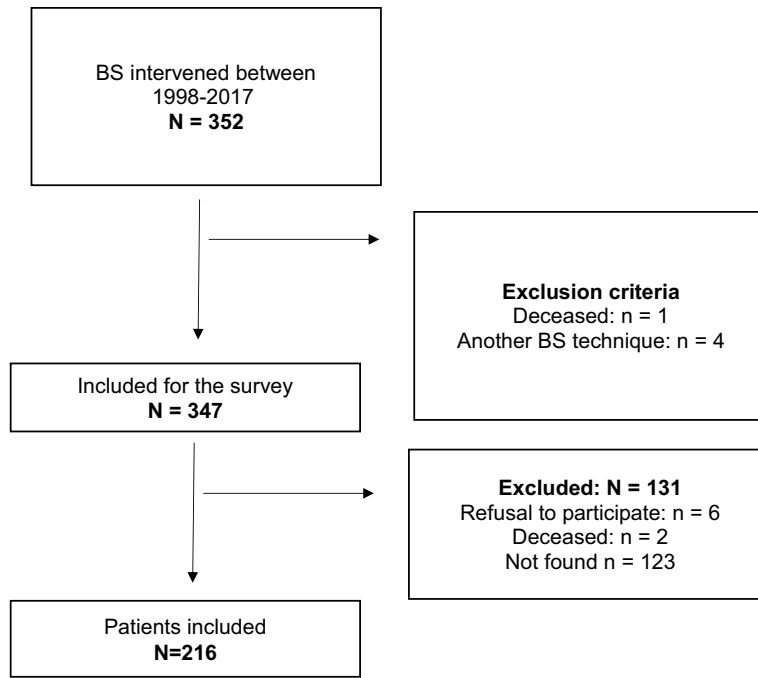 BS intervened between
1998-2017
N = 352
Exclusion criteria
Deceased: n = 1
Another BS technique: n = 4
Included for the survey
N = 347
Excluded: N = 131
Refusal to participate: n = 6
Deceased: n = 2
Not found n = 123
Patients included
N=216